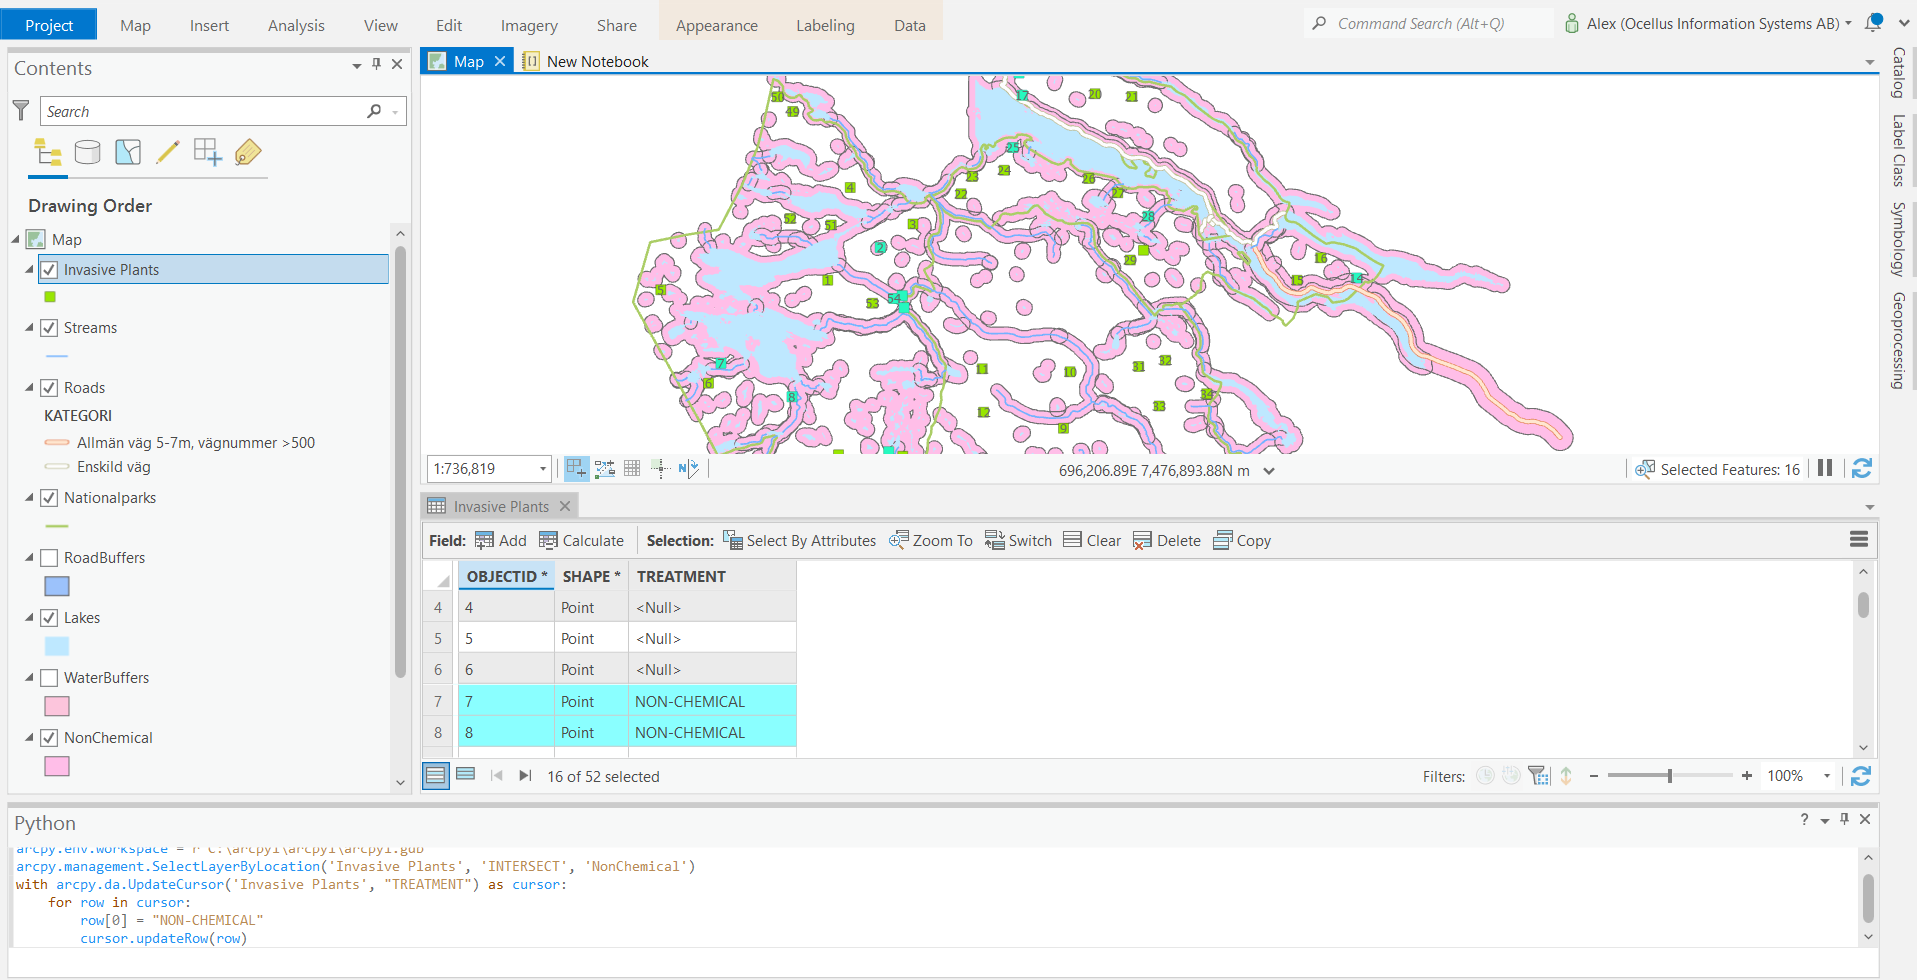 Project Map Insert Analysis View Edit Imagery Share Appearance Labeling Data Command Search (Alt+Q) Alex (Ocellus Information Systems AB)
Contents
Search
Drawing Order
Map
Invasive Plants
Streams
Roads
KATEGORI
Allmän väg 5-7m, vägnummer >500
Enskild väg
Nationalparks
RoadBuffers
Lakes
WaterBuffers
NonChemical
Map New Notebook
50
49
17
20
21
25
24
23
22
26
27
28
4
52
51
3
2
29
16
15
14
1
5
53
54
7
6
8
11
10
12
9
31
32
33
34
1:736,819 696,206.89E 7,476,893.88N m Selected Features: 16
Invasive Plants
Field: Add Calculate Selection: Select By Attributes Zoom To Switch Clear Delete Copy
OBJECTID * SHAPE * TREATMENT
4 4 Point <Null>
5 5 Point <Null>
6 6 Point <Null>
7 7 Point NON-CHEMICAL
8 8 Point NON-CHEMICAL
16 of 52 selected Filters: 100%
Catalog
Label Class
Symbology
Geoprocessing
Python
arcpy.env.workspace = r'C:\arcpy1\arcpy1\arcpy1.gdb'
arcpy.management.SelectLayerByLocation('Invasive Plants', 'INTERSECT', 'NonChemical')
with arcpy.da.UpdateCursor('Invasive Plants', "TREATMENT") as cursor:
for row in cursor:
row[0] = "NON-CHEMICAL"
cursor.updateRow(row)